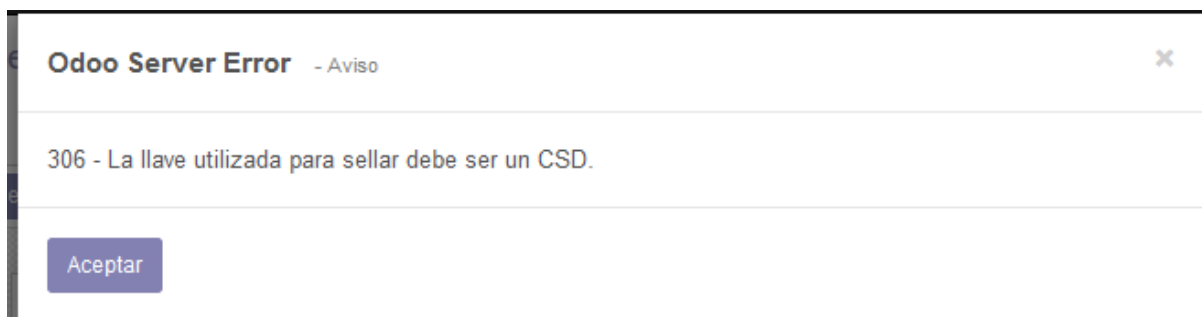 Odoo Server Error - Aviso
306 - La llave utilizada para sellar debe ser un CSD.
Aceptar